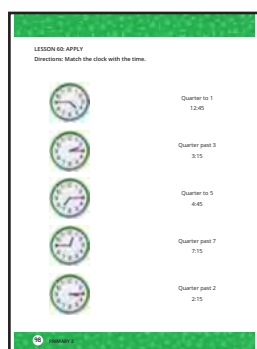 LESSON 60: APPLY
Directions: Match the clock with the time.
Quarter to 1
12:45
Quarter past 3
3:15
Quarter to 5
4:45
Quarter past 7
7:15
Quarter past 2
2:15
98 PRIMARY 2